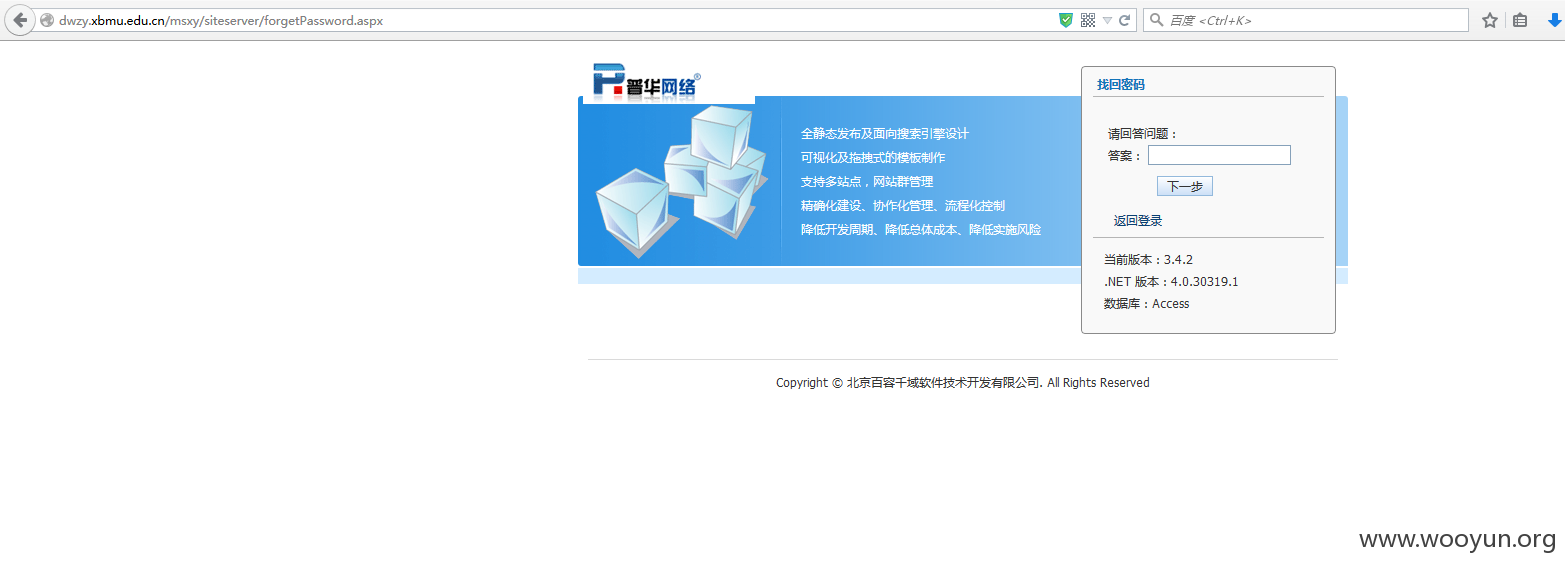 dwzy.xbmu.edu.cn/msxy/siteserver/forgetPassword.aspx
百度 <Ctrl+K>
普华网络®
全静态发布及面向搜索引擎设计
可视化及拖拽式的模板制作
支持多站点，网站群管理
精确化建设、协作化管理、流程化控制
降低开发周期、降低总体成本、降低实施风险
找回密码
请回答问题：
答案：
下一步
返回登录
当前版本：3.4.2
.NET 版本：4.0.30319.1
数据库：Access
Copyright © 北京百容千域软件技术开发有限公司. All Rights Reserved
www.wooyun.org